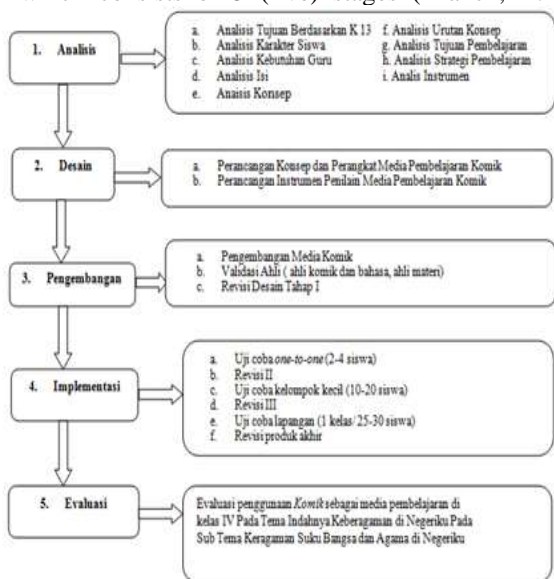 1. Analisis
a. Analisis Tujuan Berdasarkan K 13
b. Analisis Karakter Siswa
c. Analisis Kebutuhan Guru
d. Analisis Isi
e. Anaisis Konsep
f. Analisis Urutan Konsep
g. Analisis Tujuan Pembelajaran
h. Analisis Strategi Pembelajaran
i. Analis Instrumen
2. Desain
a. Perancangan Konsep dan Perangkat Media Pembelajaran Komik
b. Perancangan Instrumen Penilain Media Pembelajaran Komik
3. Pengembangan
a. Pengembangan Media Komik
b. Validasi Ahli ( ahli komik dan bahasa, ahli materi)
c. Revisi Desain Tahap I
4. Implementasi
a. Uji coba one-to-one (2-4 siswa)
b. Revisi II
c. Uji coba kelompok kecil (10-20 siswa)
d. Revisi III
e. Uji coba lapangan (1 kelas/ 25-30 siswa)
f. Revisi produk akhir
5. Evaluasi
Evaluasi penggunaan Komik sebagai media pembelajaran di
kelas IV Pada Tema Indahnya Keberagaman di Negeriku Pada
Sub Tema Keragaman Suku Bangsa dan Agama di Negeriku